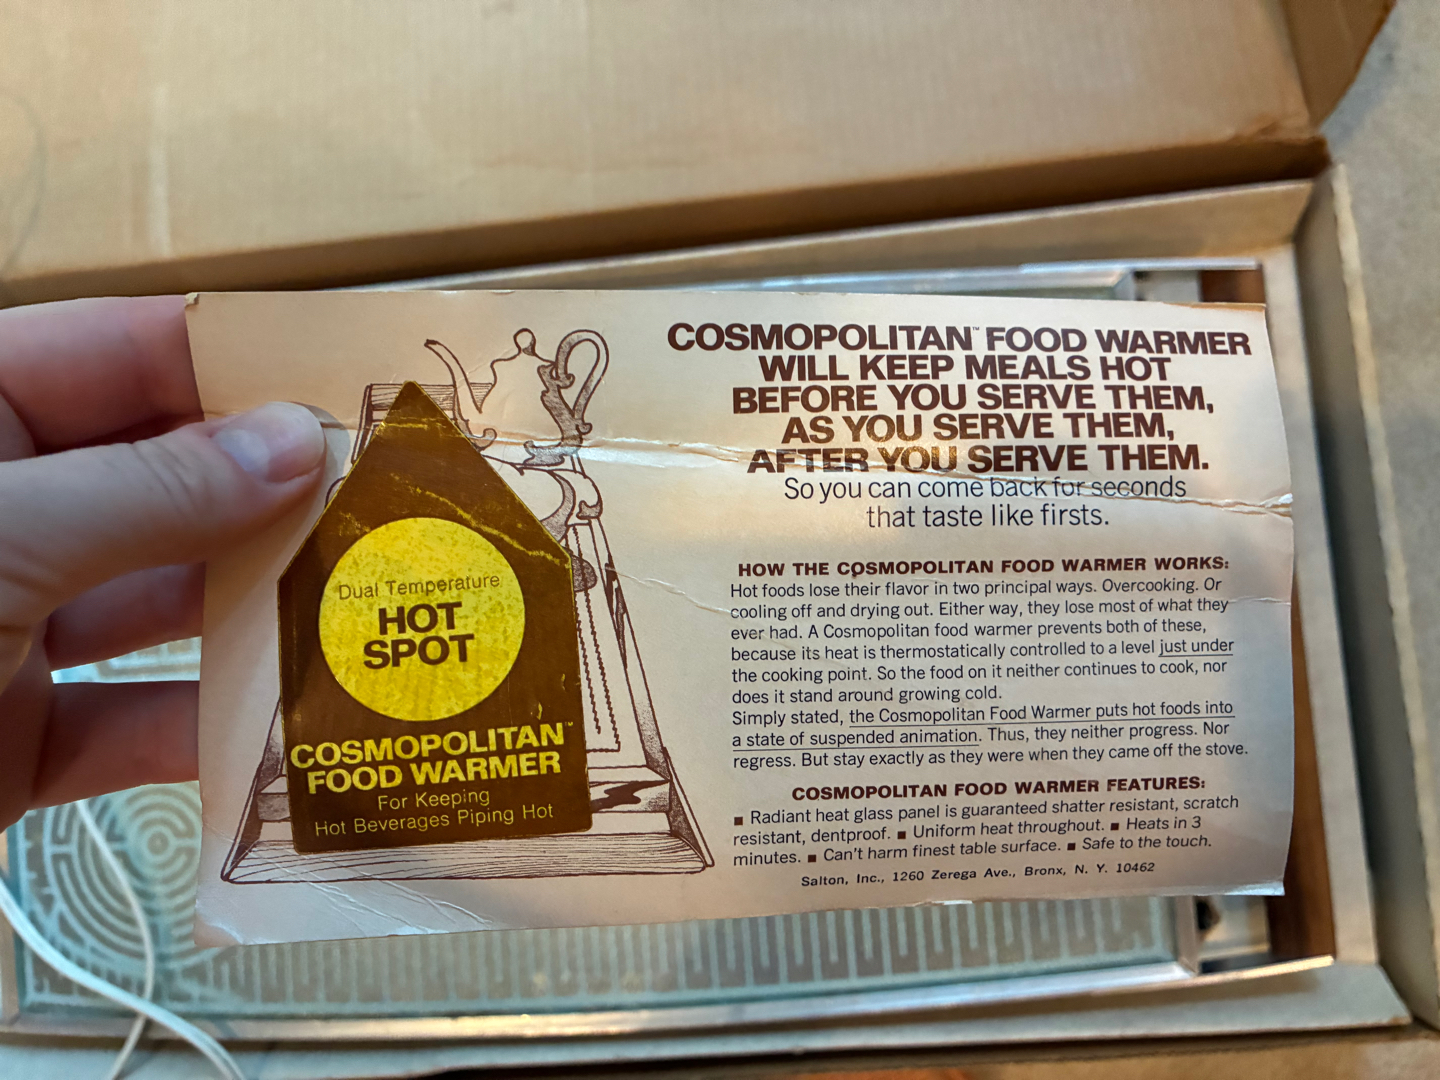 Dual Temperature
HOT
SPOT
COSMOPOLITAN™
FOOD WARMER
For Keeping
Hot Beverages Piping Hot
COSMOPOLITAN™ FOOD WARMER
WILL KEEP MEALS HOT
BEFORE YOU SERVE THEM,
AS YOU SERVE THEM,
AFTER YOU SERVE THEM.
So you can come back for seconds
that taste like firsts.
HOW THE COSMOPOLITAN FOOD WARMER WORKS:
Hot foods lose their flavor in two principal ways. Overcooking. Or
cooling off and drying out. Either way, they lose most of what they
ever had. A Cosmopolitan food warmer prevents both of these,
because its heat is thermostatically controlled to a level just under
the cooking point. So the food on it neither continues to cook, nor
does it stand around growing cold.
Simply stated, the Cosmopolitan Food Warmer puts hot foods into
a state of suspended animation. Thus, they neither progress. Nor
regress. But stay exactly as they were when they came off the stove.
COSMOPOLITAN FOOD WARMER FEATURES:
■ Radiant heat glass panel is guaranteed shatter resistant, scratch
resistant, dentproof. ■ Uniform heat throughout. ■ Heats in 3
minutes. ■ Can't harm finest table surface. ■ Safe to the touch.
Salton, Inc., 1260 Zerega Ave., Bronx, N. Y. 10462